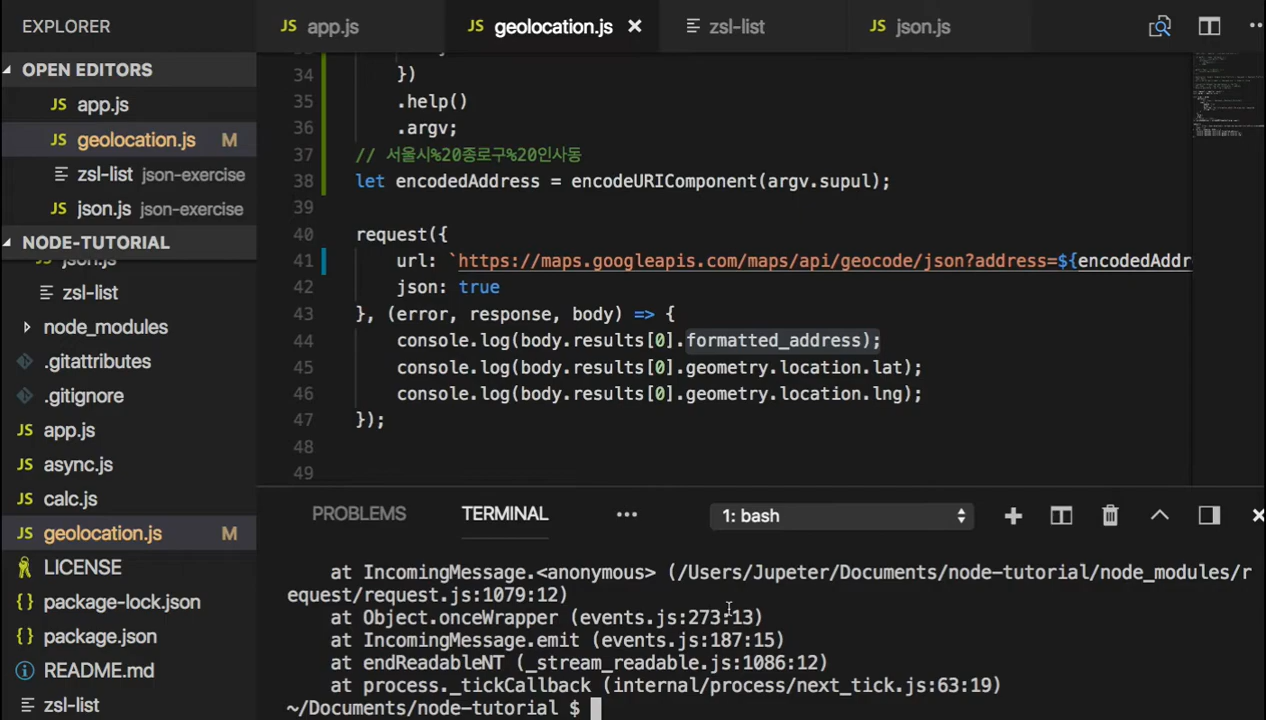 EXPLORER
OPEN EDITORS
JS app.js
JS geolocation.js M
zsl-list json-exercise
JS json.js json-exercise
NODE-TUTORIAL
json.js
zsl-list
node_modules
.gitattributes
.gitignore
JS app.js
JS async.js
JS calc.js
JS geolocation.js M
LICENSE
package-lock.json
package.json
README.md
zsl-list
JS app.js
JS geolocation.js
zsl-list
JS json.js
34 })
35 .help()
36 .argv;
37 // 서울시%20종로구%20인사동
38 let encodedAddress = encodeURIComponent(argv.supul);
39
40 request({
41 url: `https://maps.googleapis.com/maps/api/geocode/json?address=${encodedAddr
42 json: true
43 }, (error, response, body) => {
44 console.log(body.results[0].formatted_address);
45 console.log(body.results[0].geometry.location.lat);
46 console.log(body.results[0].geometry.location.lng);
47 });
48
49
PROBLEMS TERMINAL ••• 1: bash
at IncomingMessage.<anonymous> (/Users/Jupeter/Documents/node-tutorial/node_modules/r
equest/request.js:1079:12)
at Object.onceWrapper (events.js:273:13)
at IncomingMessage.emit (events.js:187:15)
at endReadableNT (_stream_readable.js:1086:12)
at process._tickCallback (internal/process/next_tick.js:63:19)
~/Documents/node-tutorial $